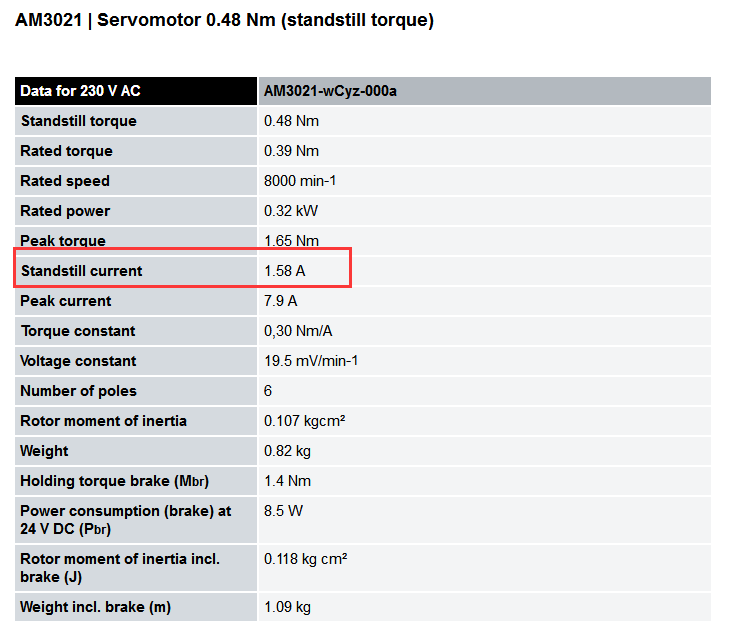 AM3021 | Servomotor 0.48 Nm (standstill torque)
Data for 230 V AC AM3021-wCyz-000a
Standstill torque 0.48 Nm
Rated torque 0.39 Nm
Rated speed 8000 min-1
Rated power 0.32 kW
Peak torque 1.65 Nm
Standstill current 1.58 A
Peak current 7.9 A
Torque constant 0,30 Nm/A
Voltage constant 19.5 mV/min-1
Number of poles 6
Rotor moment of inertia 0.107 kgcm²
Weight 0.82 kg
Holding torque brake (Mbr) 1.4 Nm
Power consumption (brake) at 8.5 W
24 V DC (Pbr)
Rotor moment of inertia incl. 0.118 kg cm²
brake (J)
Weight incl. brake (m) 1.09 kg